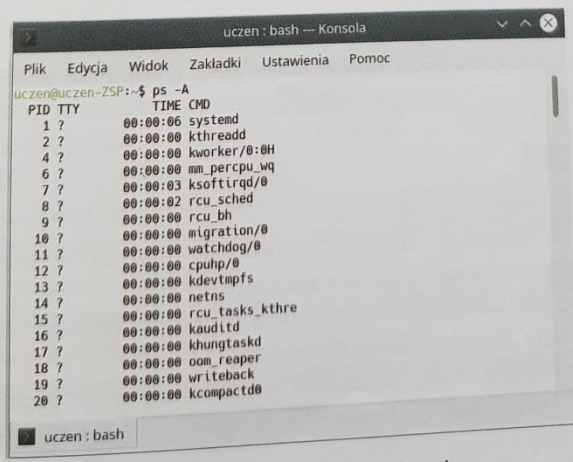 uczen : bash — Konsola
Plik Edycja Widok Zakładki Ustawienia Pomoc
uczen@uczen-ZSP:~$ ps -A
PID TTY TIME CMD
1 ? 00:00:06 systemd
2 ? 00:00:00 kthreadd
4 ? 00:00:00 kworker/0:0H
6 ? 00:00:00 mm_percpu_wq
7 ? 00:00:03 ksoftirqd/0
8 ? 00:00:02 rcu_sched
9 ? 00:00:00 rcu_bh
10 ? 00:00:00 migration/0
11 ? 00:00:00 watchdog/0
12 ? 00:00:00 cpuhp/0
13 ? 00:00:00 kdevtmpfs
14 ? 00:00:00 netns
15 ? 00:00:00 rcu_tasks_kthre
16 ? 00:00:00 kauditd
17 ? 00:00:00 khungtaskd
18 ? 00:00:00 oom_reaper
19 ? 00:00:00 writeback
20 ? 00:00:00 kcompactd0
uczen : bash